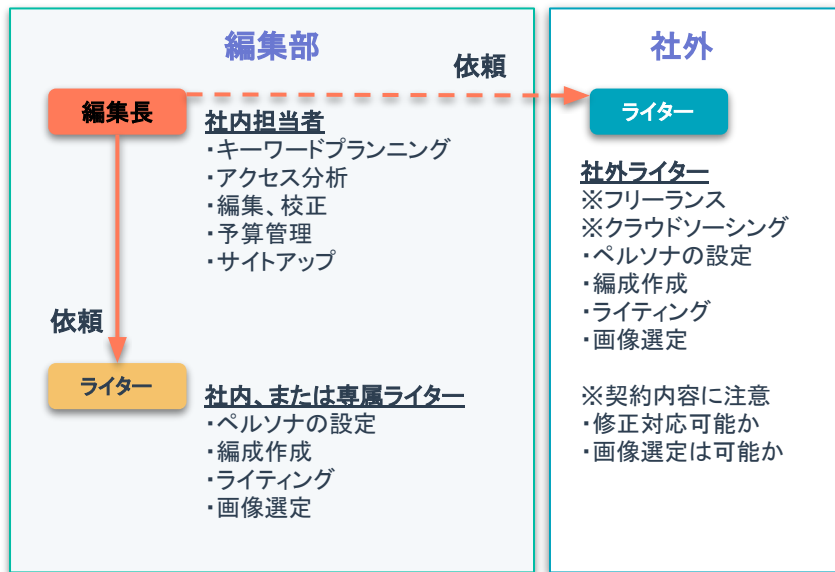 編集部
依頼
編集長
社内担当者
・キーワードプランニング
・アクセス分析
・編集、校正
・予算管理
・サイトアップ
依頼
ライター
社内、または専属ライター
・ペルソナの設定
・編成作成
・ライティング
・画像選定
社外
ライター
社外ライター
※フリーランス
※クラウドソーシング
・ペルソナの設定
・編成作成
・ライティング
・画像選定
※契約内容に注意
・修正対応可能か
・画像選定は可能か